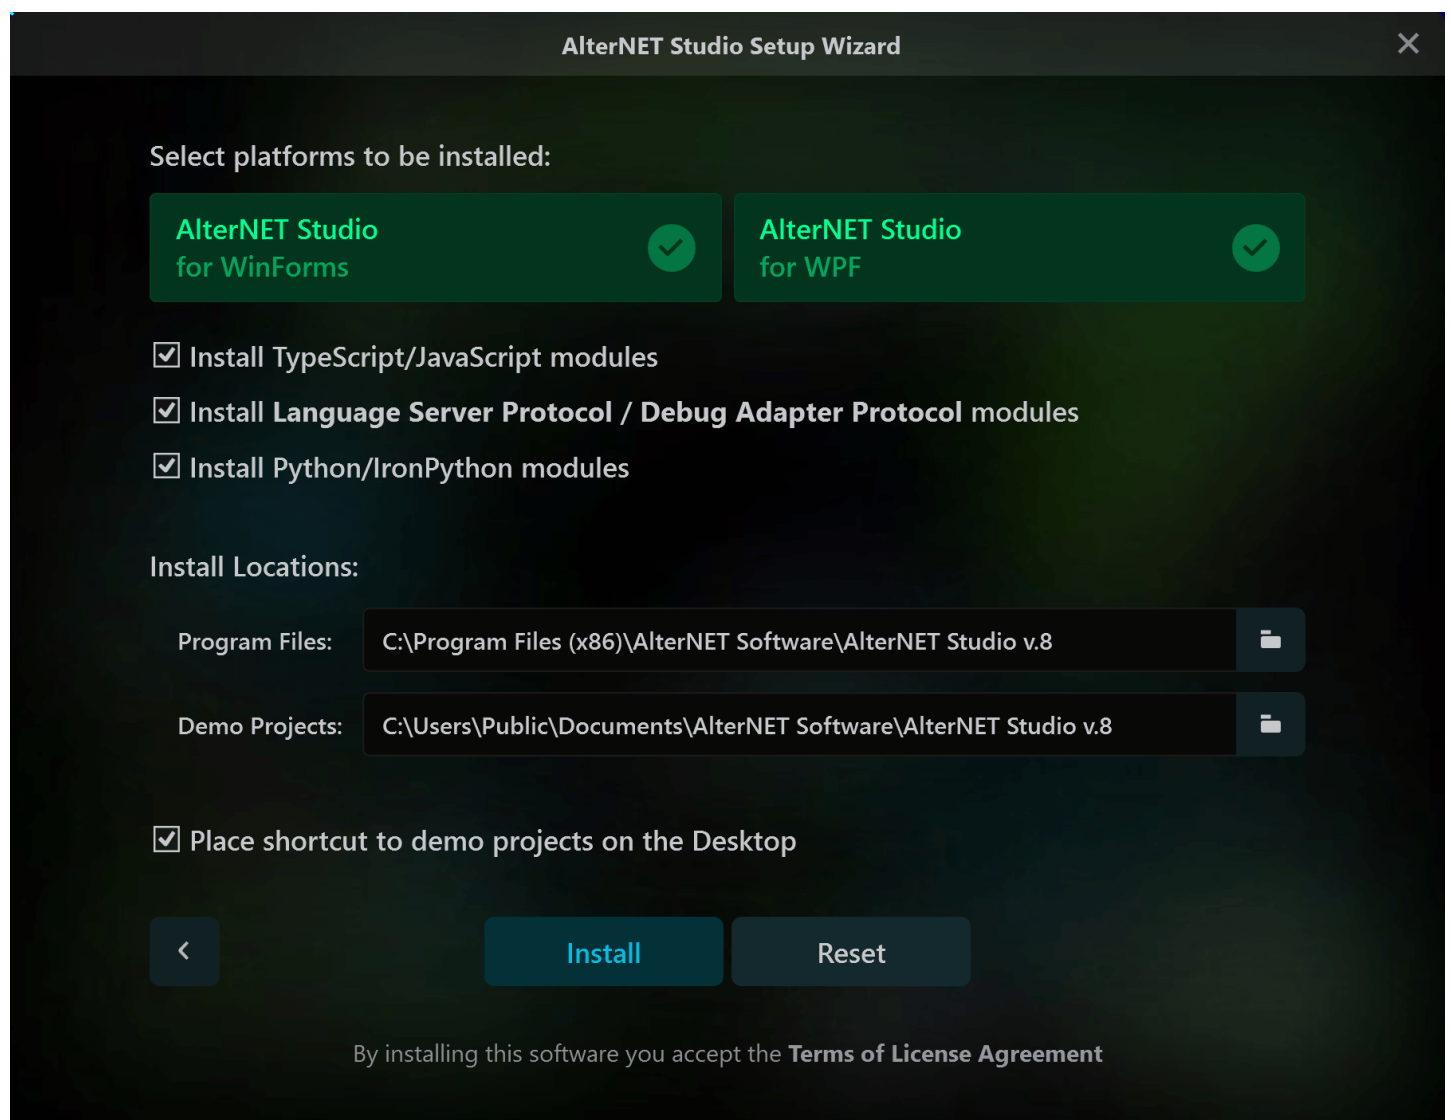 AlterNET Studio Setup Wizard
Select platforms to be installed:
AlterNET Studio
for WinForms
AlterNET Studio
for WPF
Install TypeScript/JavaScript modules
Install Language Server Protocol / Debug Adapter Protocol modules
Install Python/IronPython modules
Install Locations:
Program Files: C:\Program Files (x86)\AlterNET Software\AlterNET Studio v.8
Demo Projects: C:\Users\Public\Documents\AlterNET Software\AlterNET Studio v.8
Place shortcut to demo projects on the Desktop
Install Reset
By installing this software you accept the Terms of License Agreement